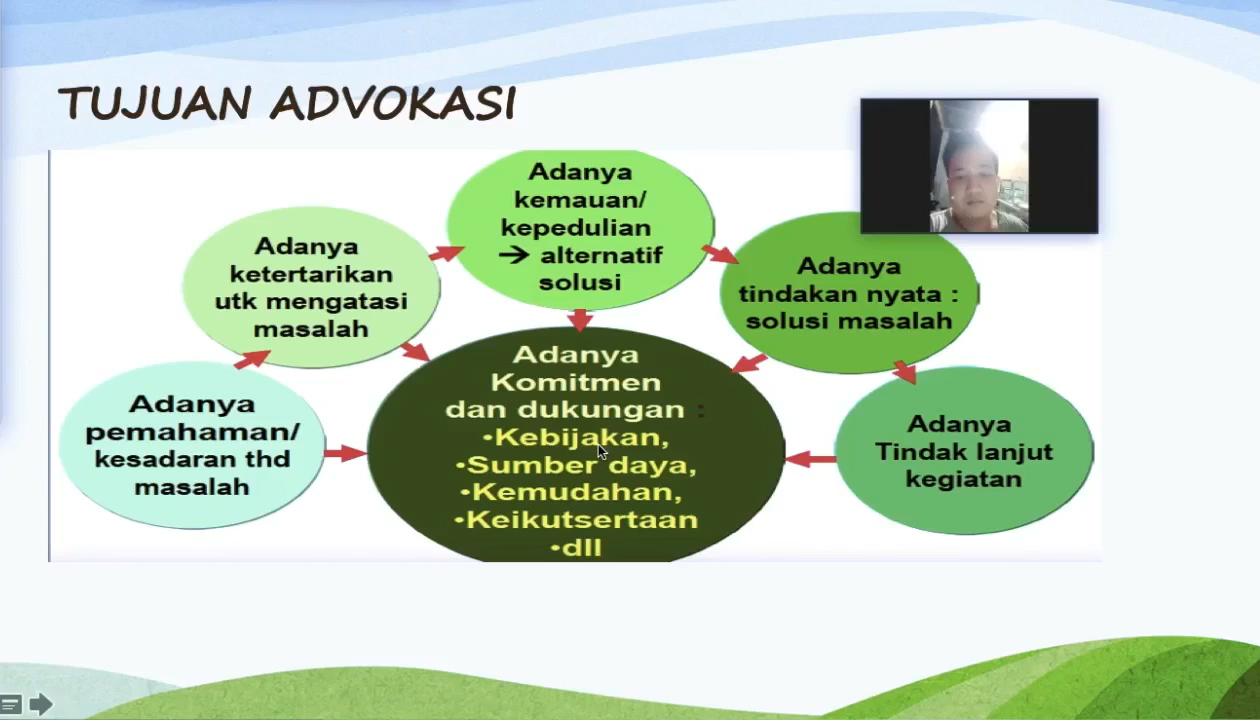 TUJUAN ADVOKASI
Adanya
pemahaman/
kesadaran thd
masalah
Adanya
ketertarikan
utk mengatasi
masalah
Adanya
kemauan/
kepedulian
→ alternatif
solusi
Adanya
tindakan nyata :
solusi masalah
Adanya
Tindak lanjut
kegiatan
Adanya
Komitmen
dan dukungan :
•Kebijakan,
•Sumber daya,
•Kemudahan,
•Keikutsertaan
•dll